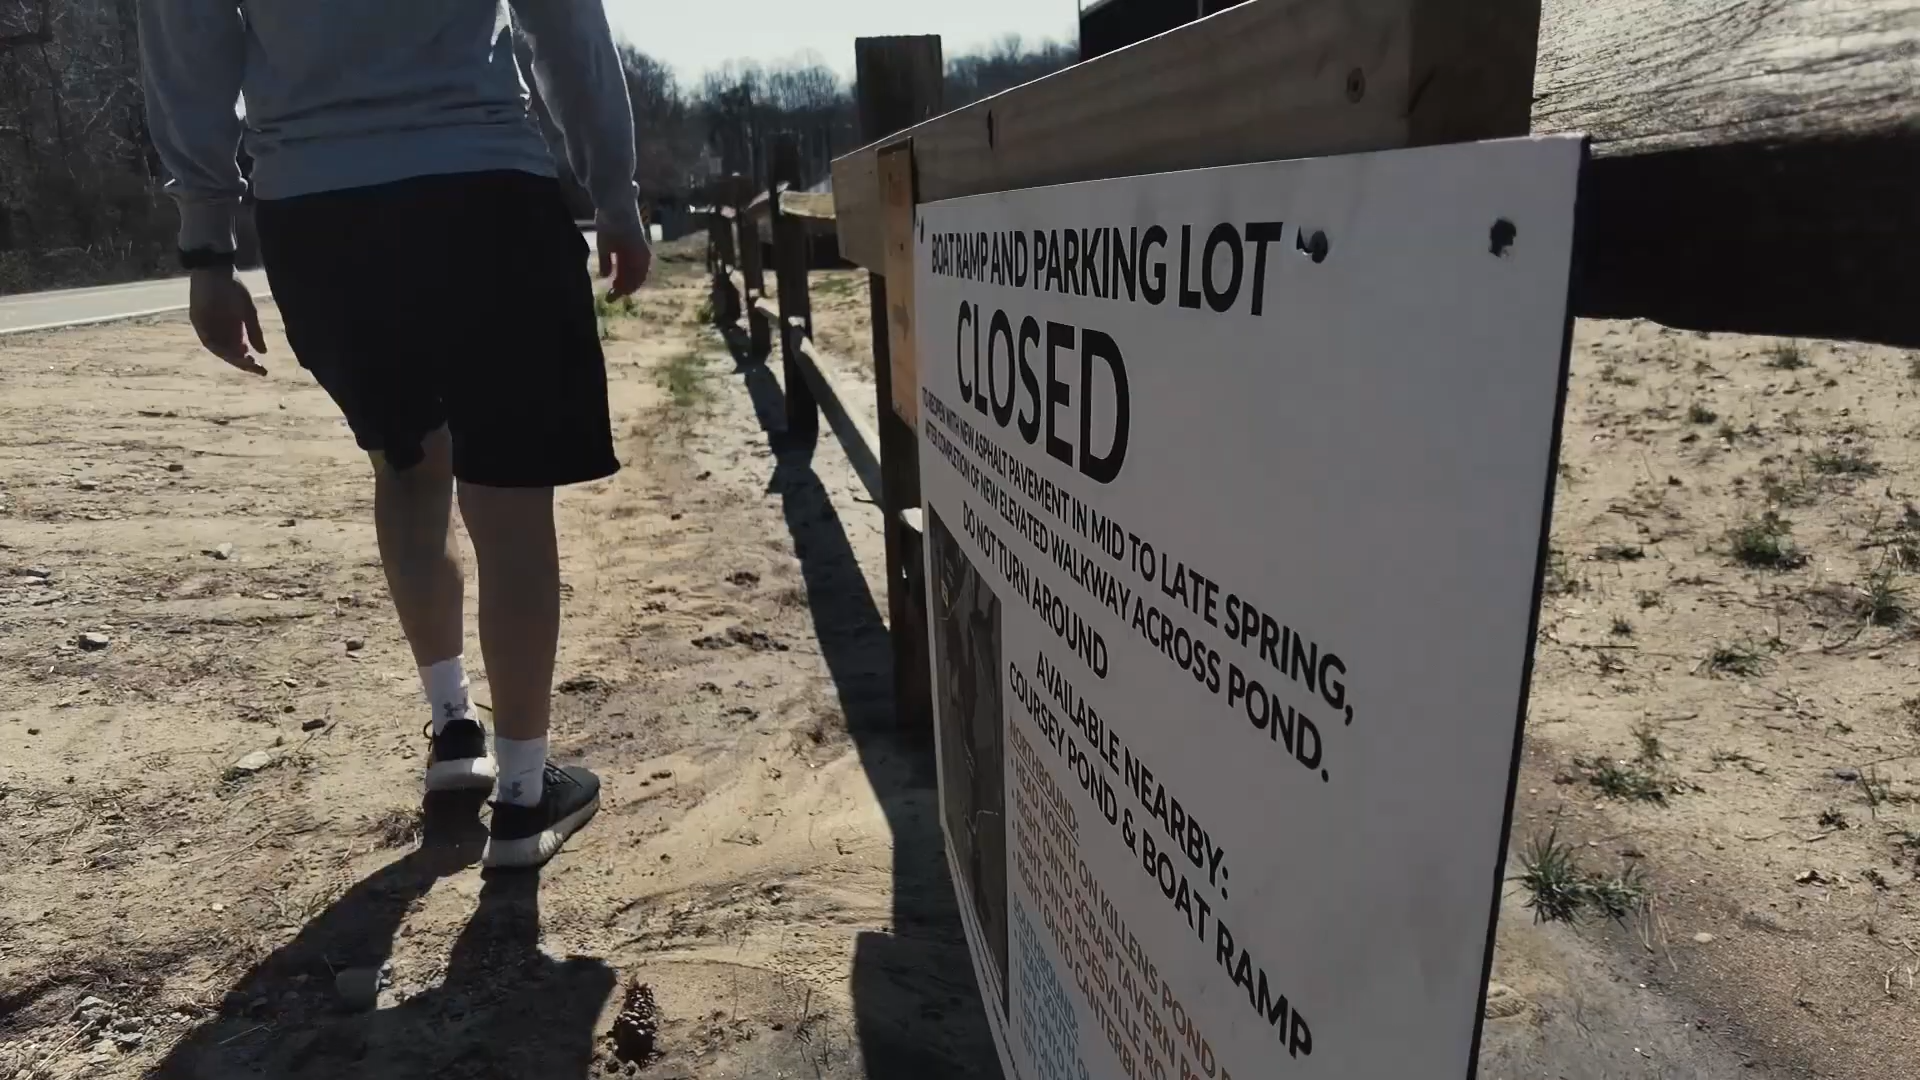 BOAT RAMP AND PARKING LOT
CLOSED
TO REOPEN WITH NEW ASPHALT PAVEMENT IN MID TO LATE SPRING,
AFTER COMPLETION OF NEW ELEVATED WALKWAY ACROSS POND.
DO NOT TURN AROUND
AVAILABLE NEARBY:
COURSEY POND & BOAT RAMP
NORTHBOUND:
• HEAD NORTH ON KILLENS POND
• RIGHT ONTO SCRAP TAVERN
• RIGHT ONTO ROESVILLE
• RIGHT ONTO
SOUTHBOUND:
• HEAD SOUTH